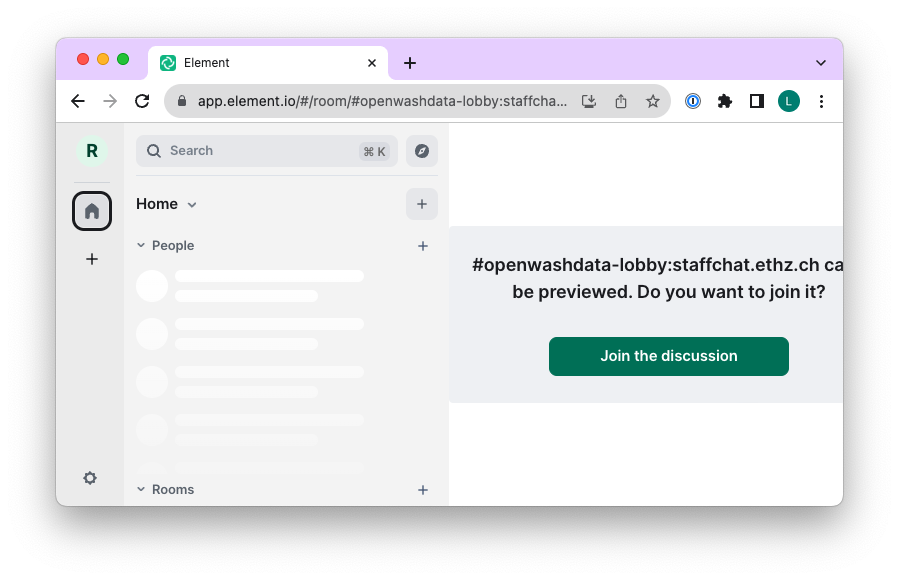 Element
app.element.io/#/room/#openwashdata-lobby:staffcha...
L
R
Search
⌘ K
Home
People
Rooms
#openwashdata-lobby:staffchat.ethz.ch ca
be previewed. Do you want to join it?
Join the discussion